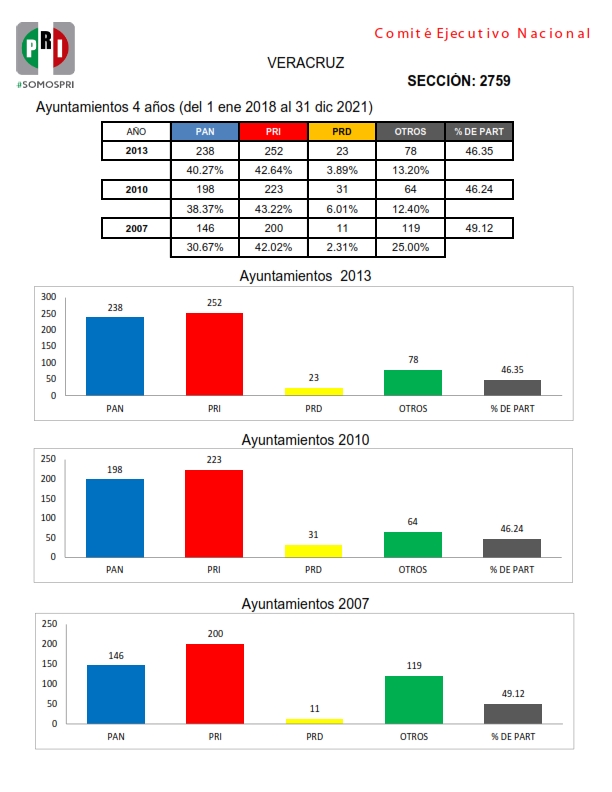 Comité Ejecutivo Nacional
PRI
#SOMOSPRI
VERACRUZ
SECCIÓN: 2759
Ayuntamientos 4 años (del 1 ene 2018 al 31 dic 2021)
AÑO PAN PRI PRD OTROS % DE PART
2013 238 252 23 78 46.35
40.27% 42.64% 3.89% 13.20%
2010 198 223 31 64 46.24
38.37% 43.22% 6.01% 12.40%
2007 146 200 11 119 49.12
30.67% 42.02% 2.31% 25.00%
Ayuntamientos 2013
300
250
200
150
100
50
0
238 252 23 78 46.35
PAN PRI PRD OTROS % DE PART
Ayuntamientos 2010
250
200
150
100
50
0
198 223 31 64 46.24
PAN PRI PRD OTROS % DE PART
Ayuntamientos 2007
250
200
150
100
50
0
146 200 11 119 49.12
PAN PRI PRD OTROS % DE PART